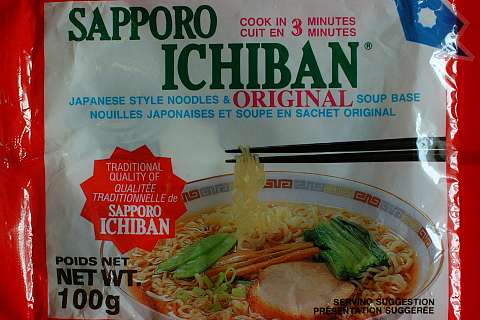 SAPPORO
ICHIBAN®
COOK IN 3 MINUTES
CUIT EN 3 MINUTES
JAPANESE STYLE NOODLES & ORIGINAL SOUP BASE
NOUILLES JAPONAISES ET SOUPE EN SACHET ORIGINAL
TRADITIONAL
QUALITY OF
QUALITÉE
TRADITIONNELLE de
SAPPORO
ICHIBAN
POIDS NET
NET WT.
100g
SERVING SUGGESTION
PRÉSENTATION SUGGÉREE